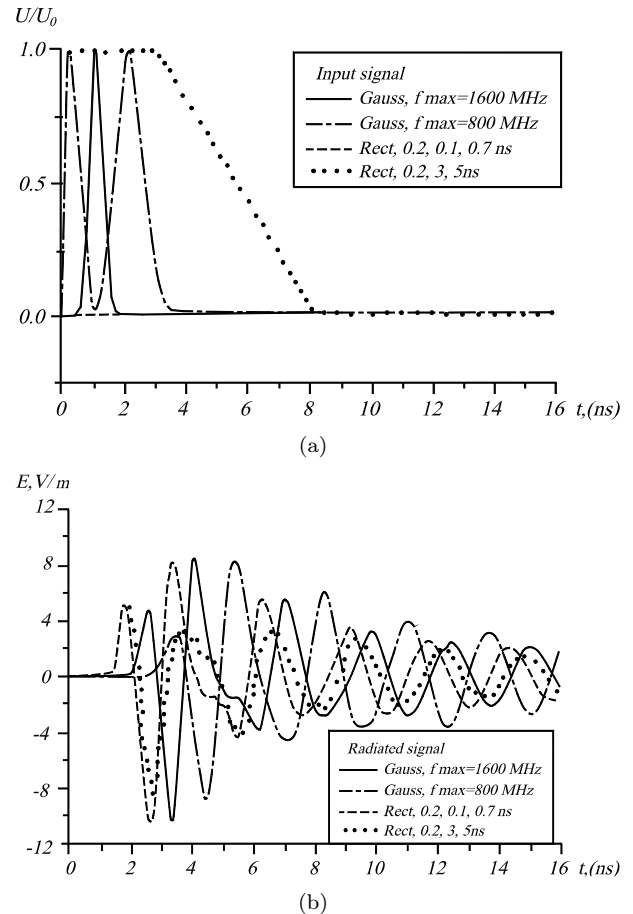 U/U0
1.0
0.5
0.0
Input signal
Gauss, f max=1600 MHz
Gauss, f max=800 MHz
Rect, 0.2, 0.1, 0.7 ns
Rect, 0.2, 3, 5ns
0 2 4 6 8 10 12 14 16 t,(ns)
(a)
E,V/m
12
8
4
0
-4
-8
-12
Radiated signal
Gauss, f max=1600 MHz
Gauss, f max=800 MHz
Rect, 0.2, 0.1, 0.7 ns
Rect, 0.2, 3, 5ns
0 2 4 6 8 10 12 14 16 t,(ns)
(b)